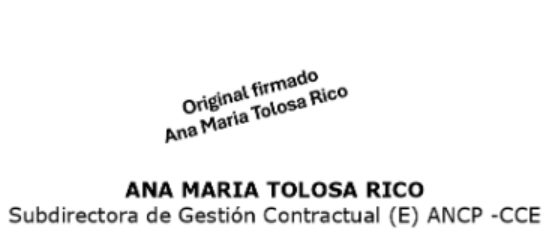 Original firmado
Ana Maria Tolosa Rico
ANA MARIA TOLOSA RICO
Subdirectora de Gestión Contractual (E) ANCP -CCE